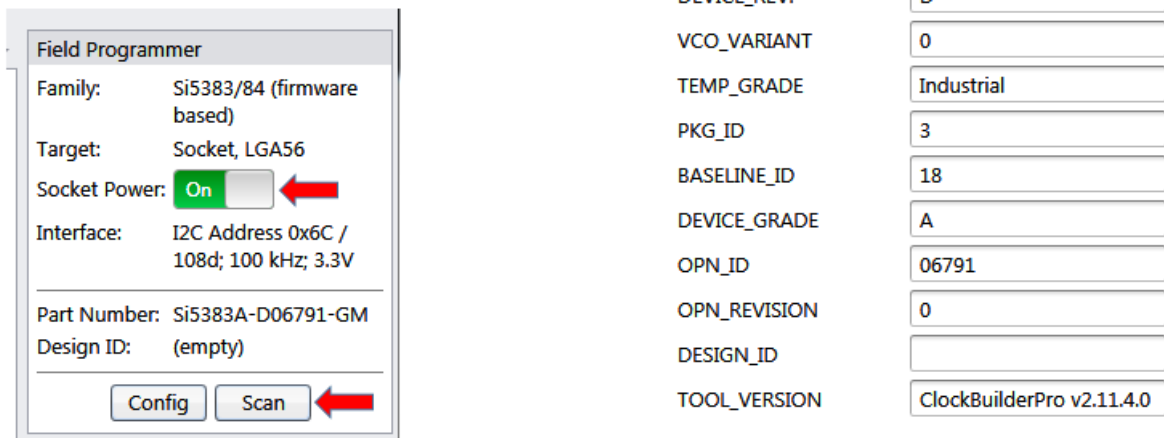 Field Programmer
Family: Si5383/84 (firmware
based)
Target: Socket, LGA56
Socket Power: On
Interface: I2C Address 0x6C /
108d; 100 kHz; 3.3V
Part Number: Si5383A-D06791-GM
Design ID: (empty)
Config Scan
VCO_VARIANT 0
TEMP_GRADE Industrial
PKG_ID 3
BASELINE_ID 18
DEVICE_GRADE A
OPN_ID 06791
OPN_REVISION 0
DESIGN_ID
TOOL_VERSION ClockBuilderPro v2.11.4.0